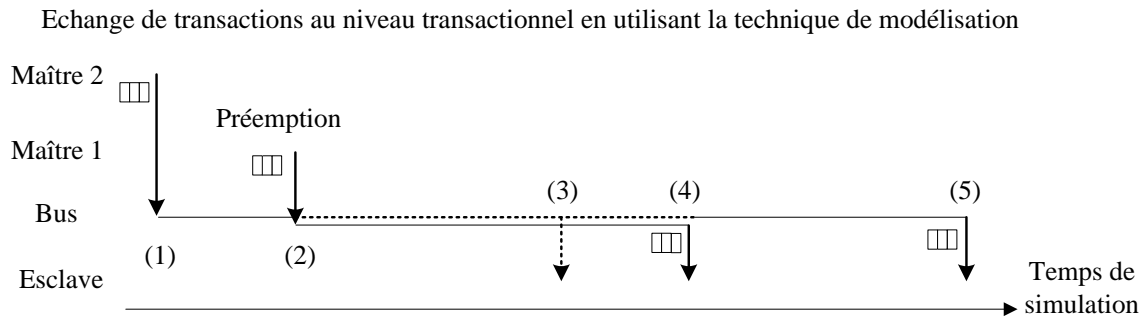 Echange de transactions au niveau transactionnel en utilisant la technique de modélisation
Maître 2
Préemption
Maître 1
(3) (4) (5)
Bus
(1) (2)
Esclave
Temps de
simulation